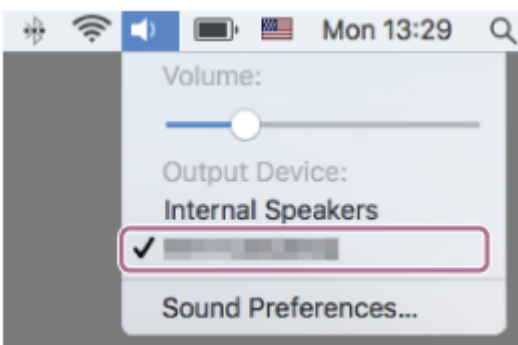 Mon 13:29
Volume:
Output Device:
Internal Speakers
Sound Preferences...